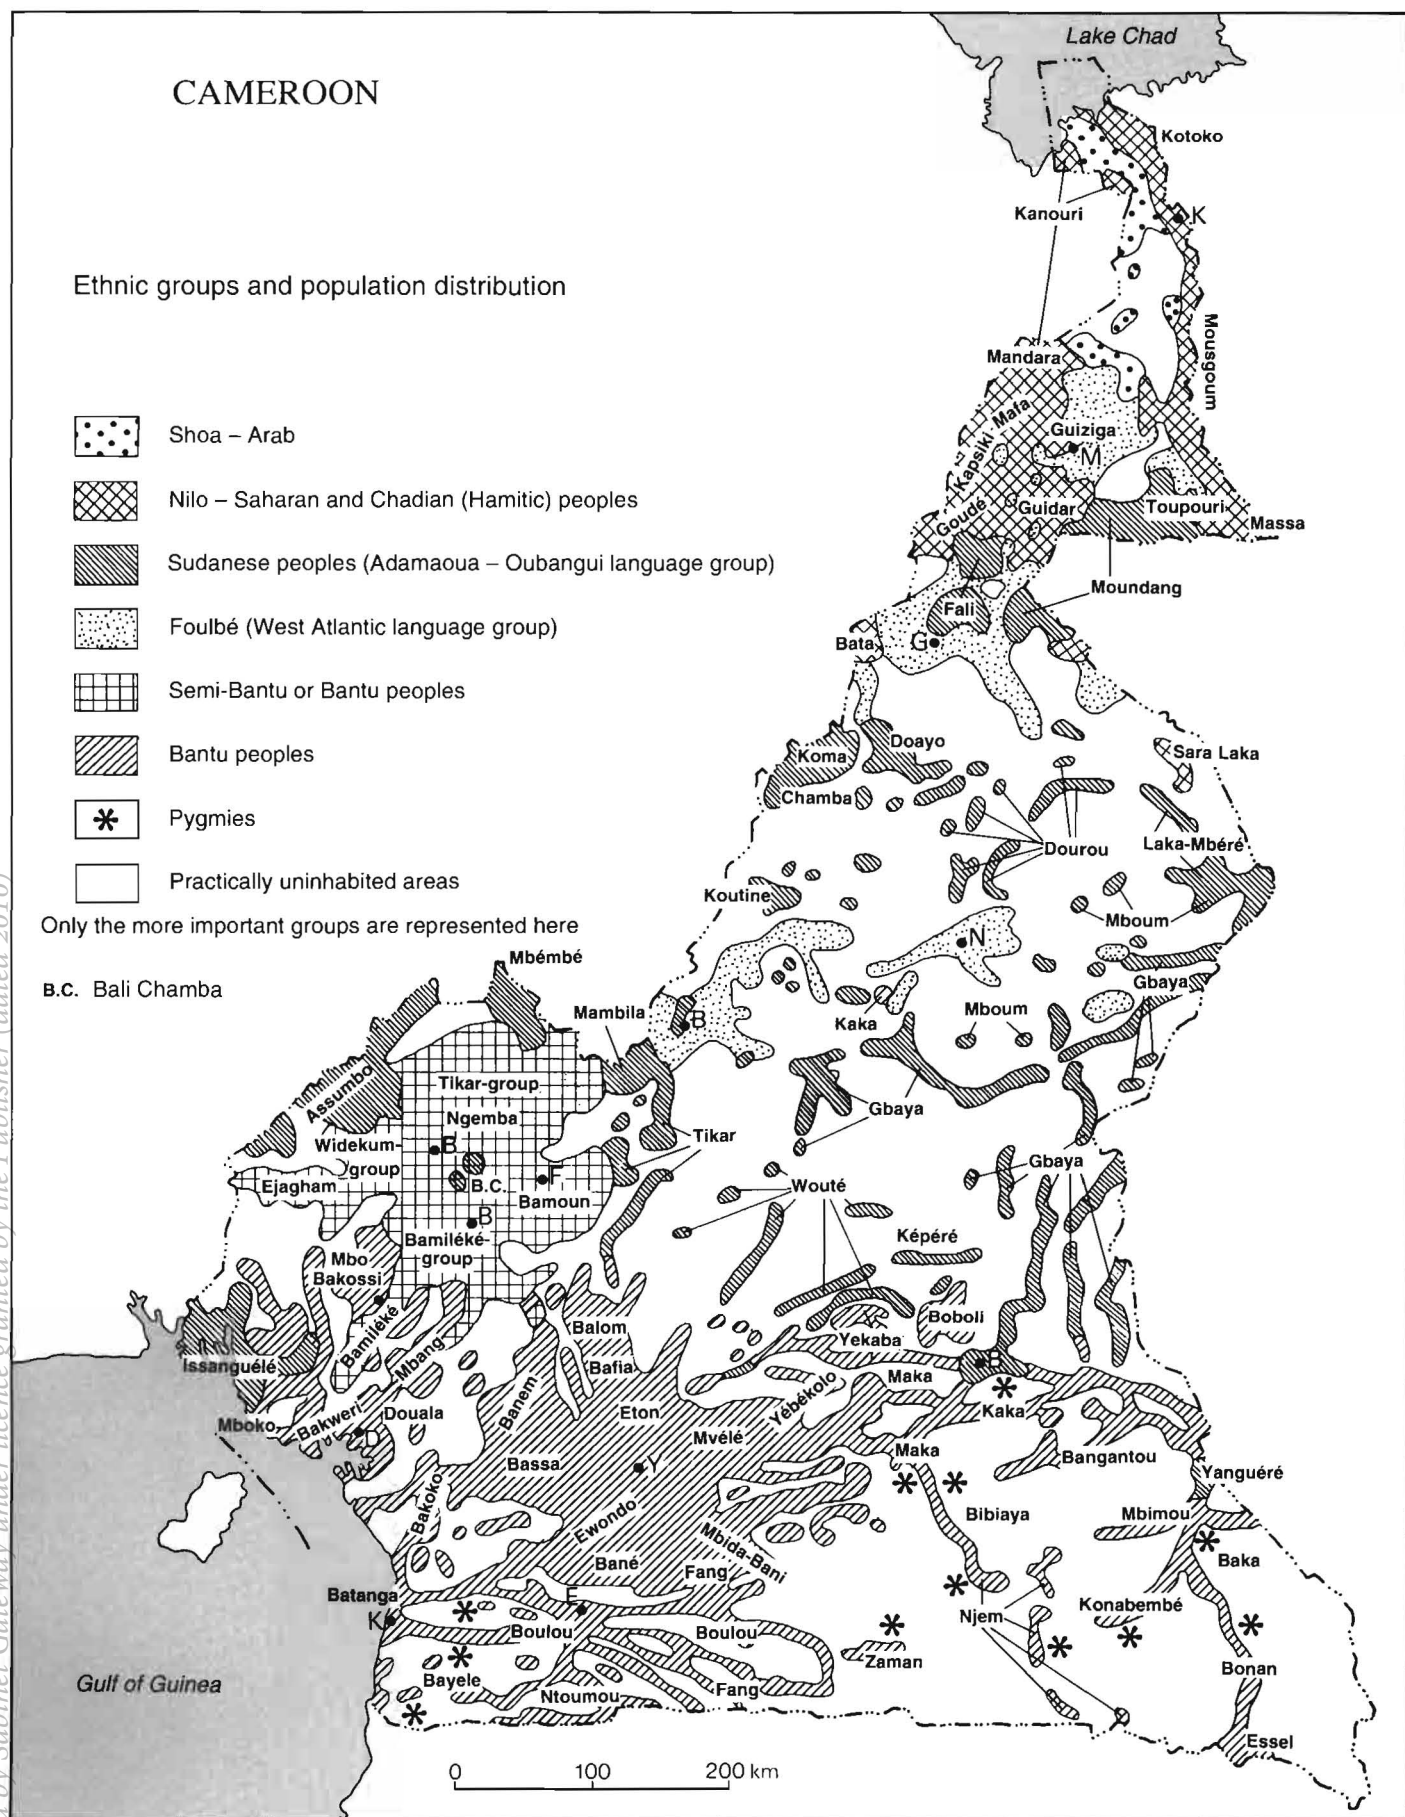 Lake Chad
CAMEROON
Kotoko
Kanouri
K
Ethnic groups and population distribution
Mousgoum
Mandara
Mafa
Shoa – Arab
Guiziga
M
Kapsiki
Nilo – Saharan and Chadian (Hamitic) peoples
Goudé
Guidar
Toupouri
Massa
Sudanese peoples (Adamaoua – Oubangui language group)
Moundang
Fali
Foulbé (West Atlantic language group)
Bata
G
Semi-Bantu or Bantu peoples
Doayo
Koma
Sara Laka
Bantu peoples
Chamba
Pygmies
Dourou
Laka-Mbéré
Practically uninhabited areas
Koutine
Mboum
Only the more important groups are represented here
N
Mbémbé
Gbaya
B.C. Bali Chamba
Mambila
B
Kaka
Mboum
Assumbo
Tikar-group
Ngemba
Gbaya
Widekum-
group
B
Tikar
Gbaya
Ejagham
B.C.
F
Bamoun
Wouté
B
Bamiléké-
group
Képéré
Mbo
Bakossi
Bamiléké
Mbang
Balom
Boboli
Yekaba
Issanguélé
Bafia
B
Maka
Yébékolo
Banem
Mboko
Bakweri
Douala
Eton
Kaka
D
Mvélé
Maka
Bassa
Y
Bangantou
Yanguéré
Bakoko
Ewondo
Bibiaya
Mbimou
Mbida-Bani
Baka
Bané
Fang
Batanga
K
E
Njem
Konabembé
Boulou
Boulou
Zaman
Gulf of Guinea
Bayele
Fang
Bonan
Ntoumou
Essel
0 100 200 km